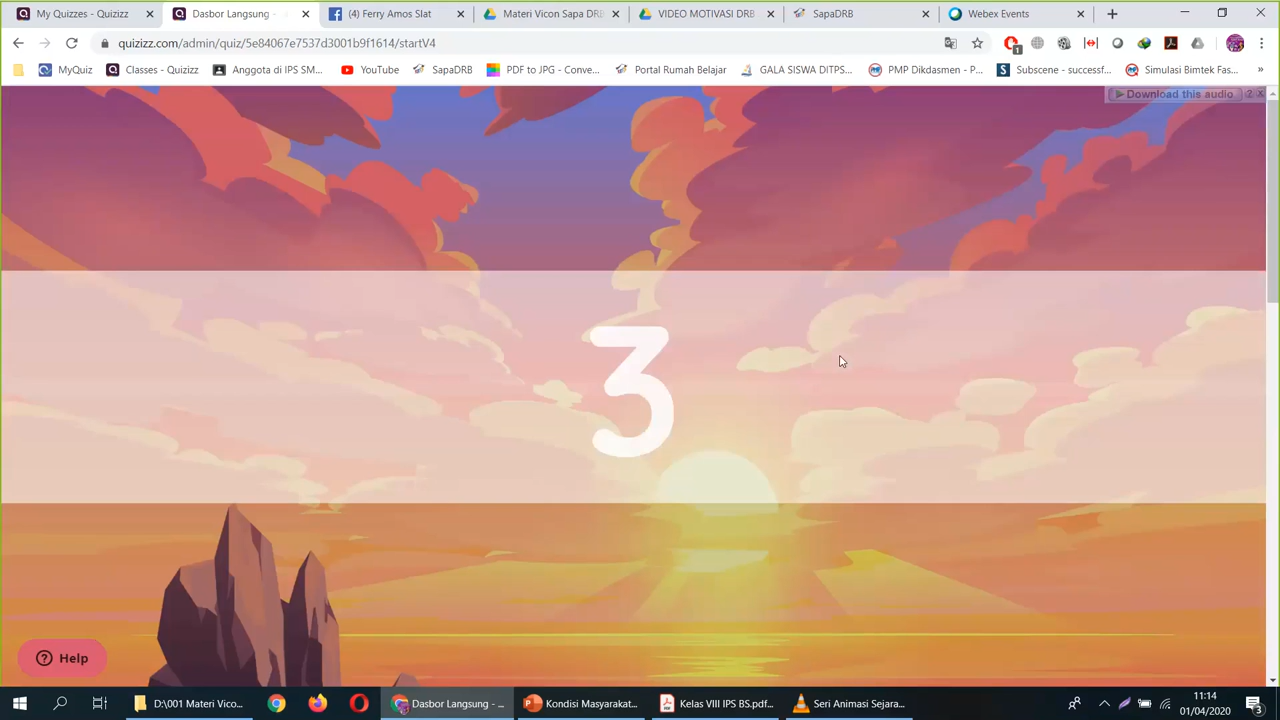 My Quizzes - Quizizz
Dasbor Langsung -
(4) Ferry Amos Slat
Materi Vicon Sapa DRB
VIDEO MOTIVASI DRB
SapaDRB
Webex Events
quizizz.com/admin/quiz/5e84067e7537d3001b9f1614/startV4
1
MyQuiz
Classes - Quizizz
Anggota di IPS SM...
YouTube
SapaDRB
PDF to JPG - Conve...
Portal Rumah Belajar
GALA SISWA DITPS...
PMP Dikdasmen - P...
Subscene - successf...
Simulasi Bimtek Has...
Download this audio
3
Help
D:\001 Materi Vico...
Dasbor Langsung - ...
Kondisi Masyarakat...
Kelas VIII IPS BS.pdf...
Seri Animasi Sejara...
11:14
01/04/2020
3